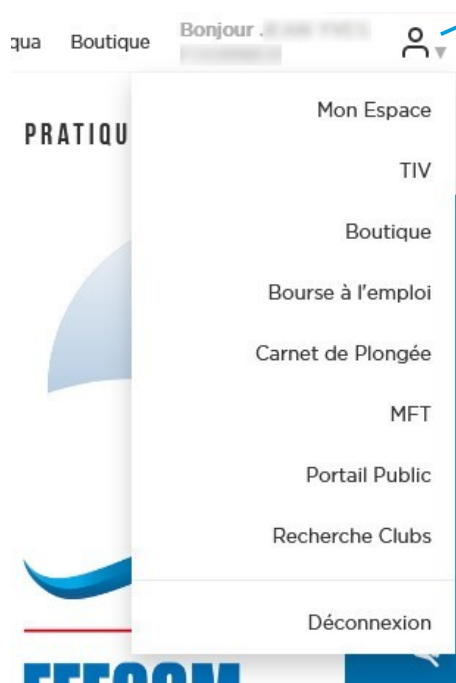 qua Boutique Bonjour
PRATIQU
Mon Espace
TIV
Boutique
Bourse à l'emploi
Carnet de Plongée
MFT
Portail Public
Recherche Clubs
Déconnexion